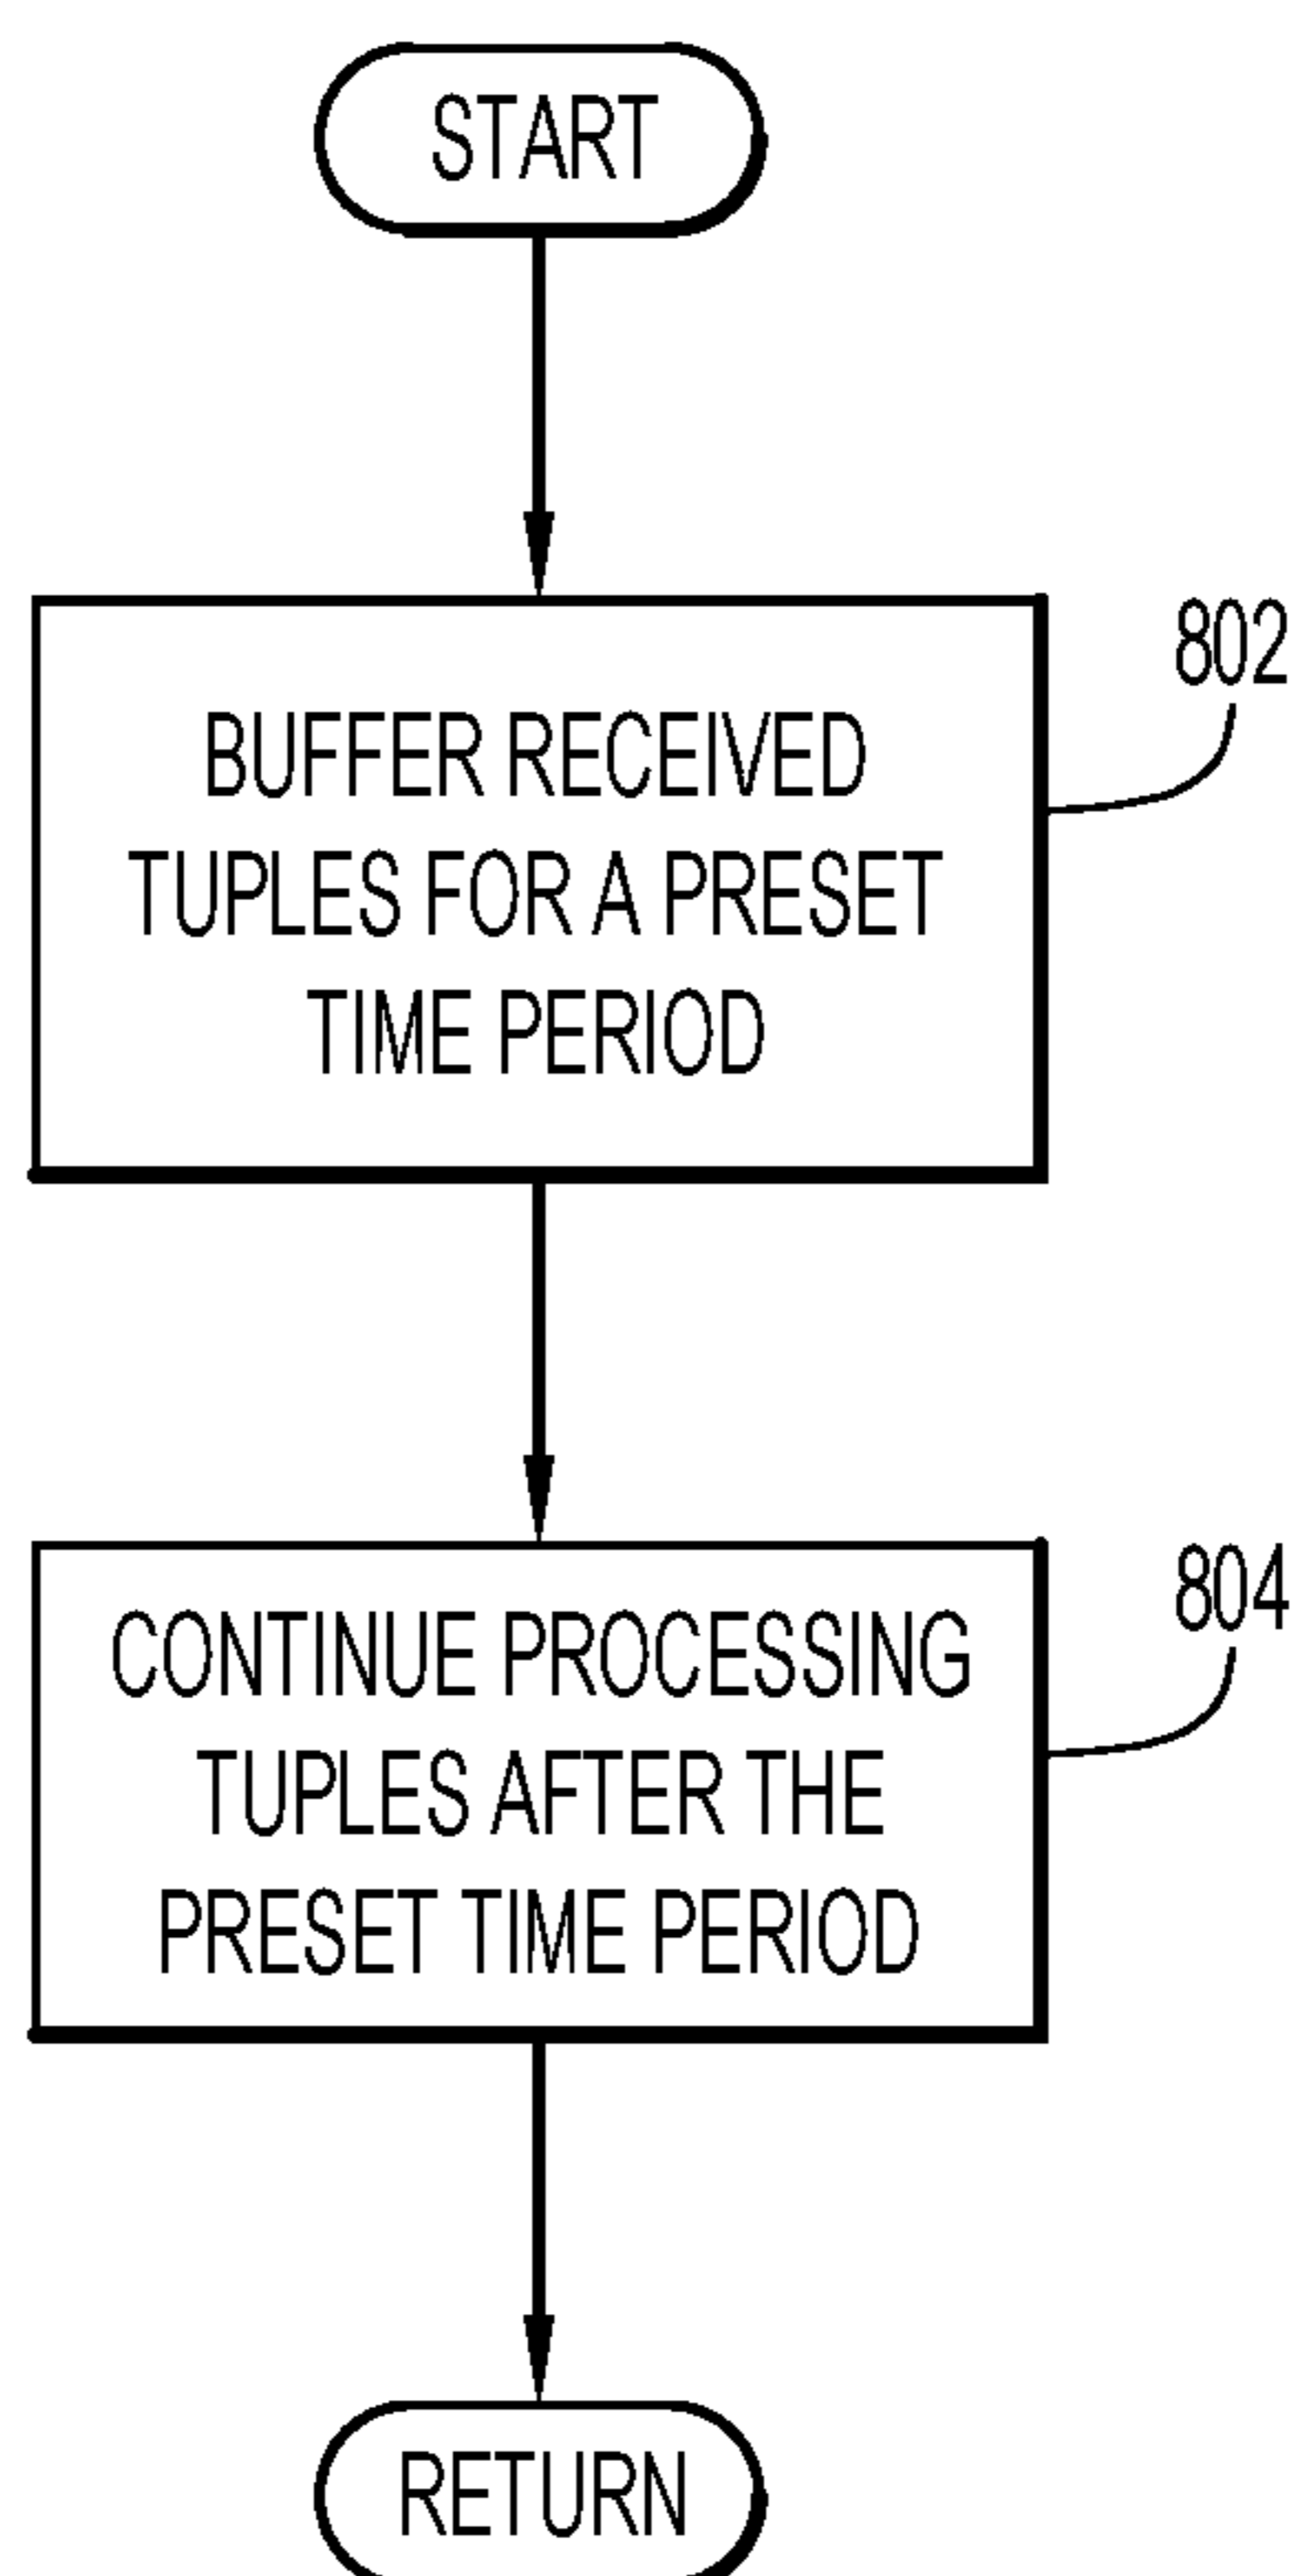 START
802
BUFFER RECEIVED
TUPLES FOR A PRESET
TIME PERIOD
804
CONTINUE PROCESSING
TUPLES AFTER THE
PRESET TIME PERIOD
RETURN